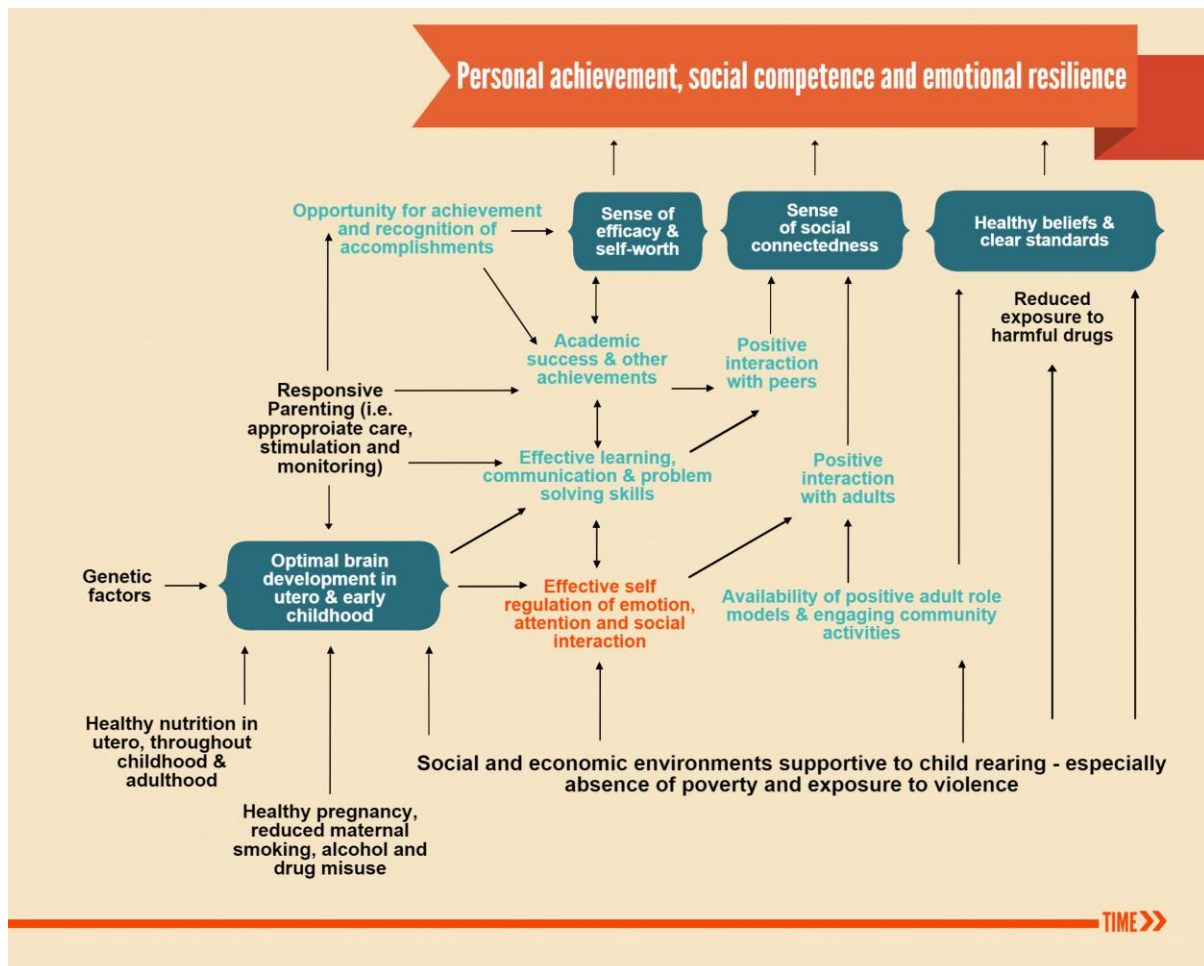 Personal achievement, social competence and emotional resilience
Opportunity for achievement
and recognition of
accomplishments
Sense of
efficacy &
self-worth
Sense
of social
connectedness
Healthy beliefs &
clear standards
Reduced
exposure to
harmful drugs
Academic
success & other
achievements
Positive
interaction
with peers
Responsive
Parenting (i.e.
approproiate care,
stimulation and
monitoring)
Effective learning,
communication & problem
solving skills
Positive
interaction
with adults
Genetic
factors
Optimal brain
development in
utero & early
childhood
Effective self
regulation of emotion,
attention and social
interaction
Availability of positive adult role
models & engaging community
activities
Healthy nutrition in
utero, throughout
childhood &
adulthood
Social and economic environments supportive to child rearing - especially
absence of poverty and exposure to violence
Healthy pregnancy,
reduced maternal
smoking, alcohol and
drug misuse
TIME